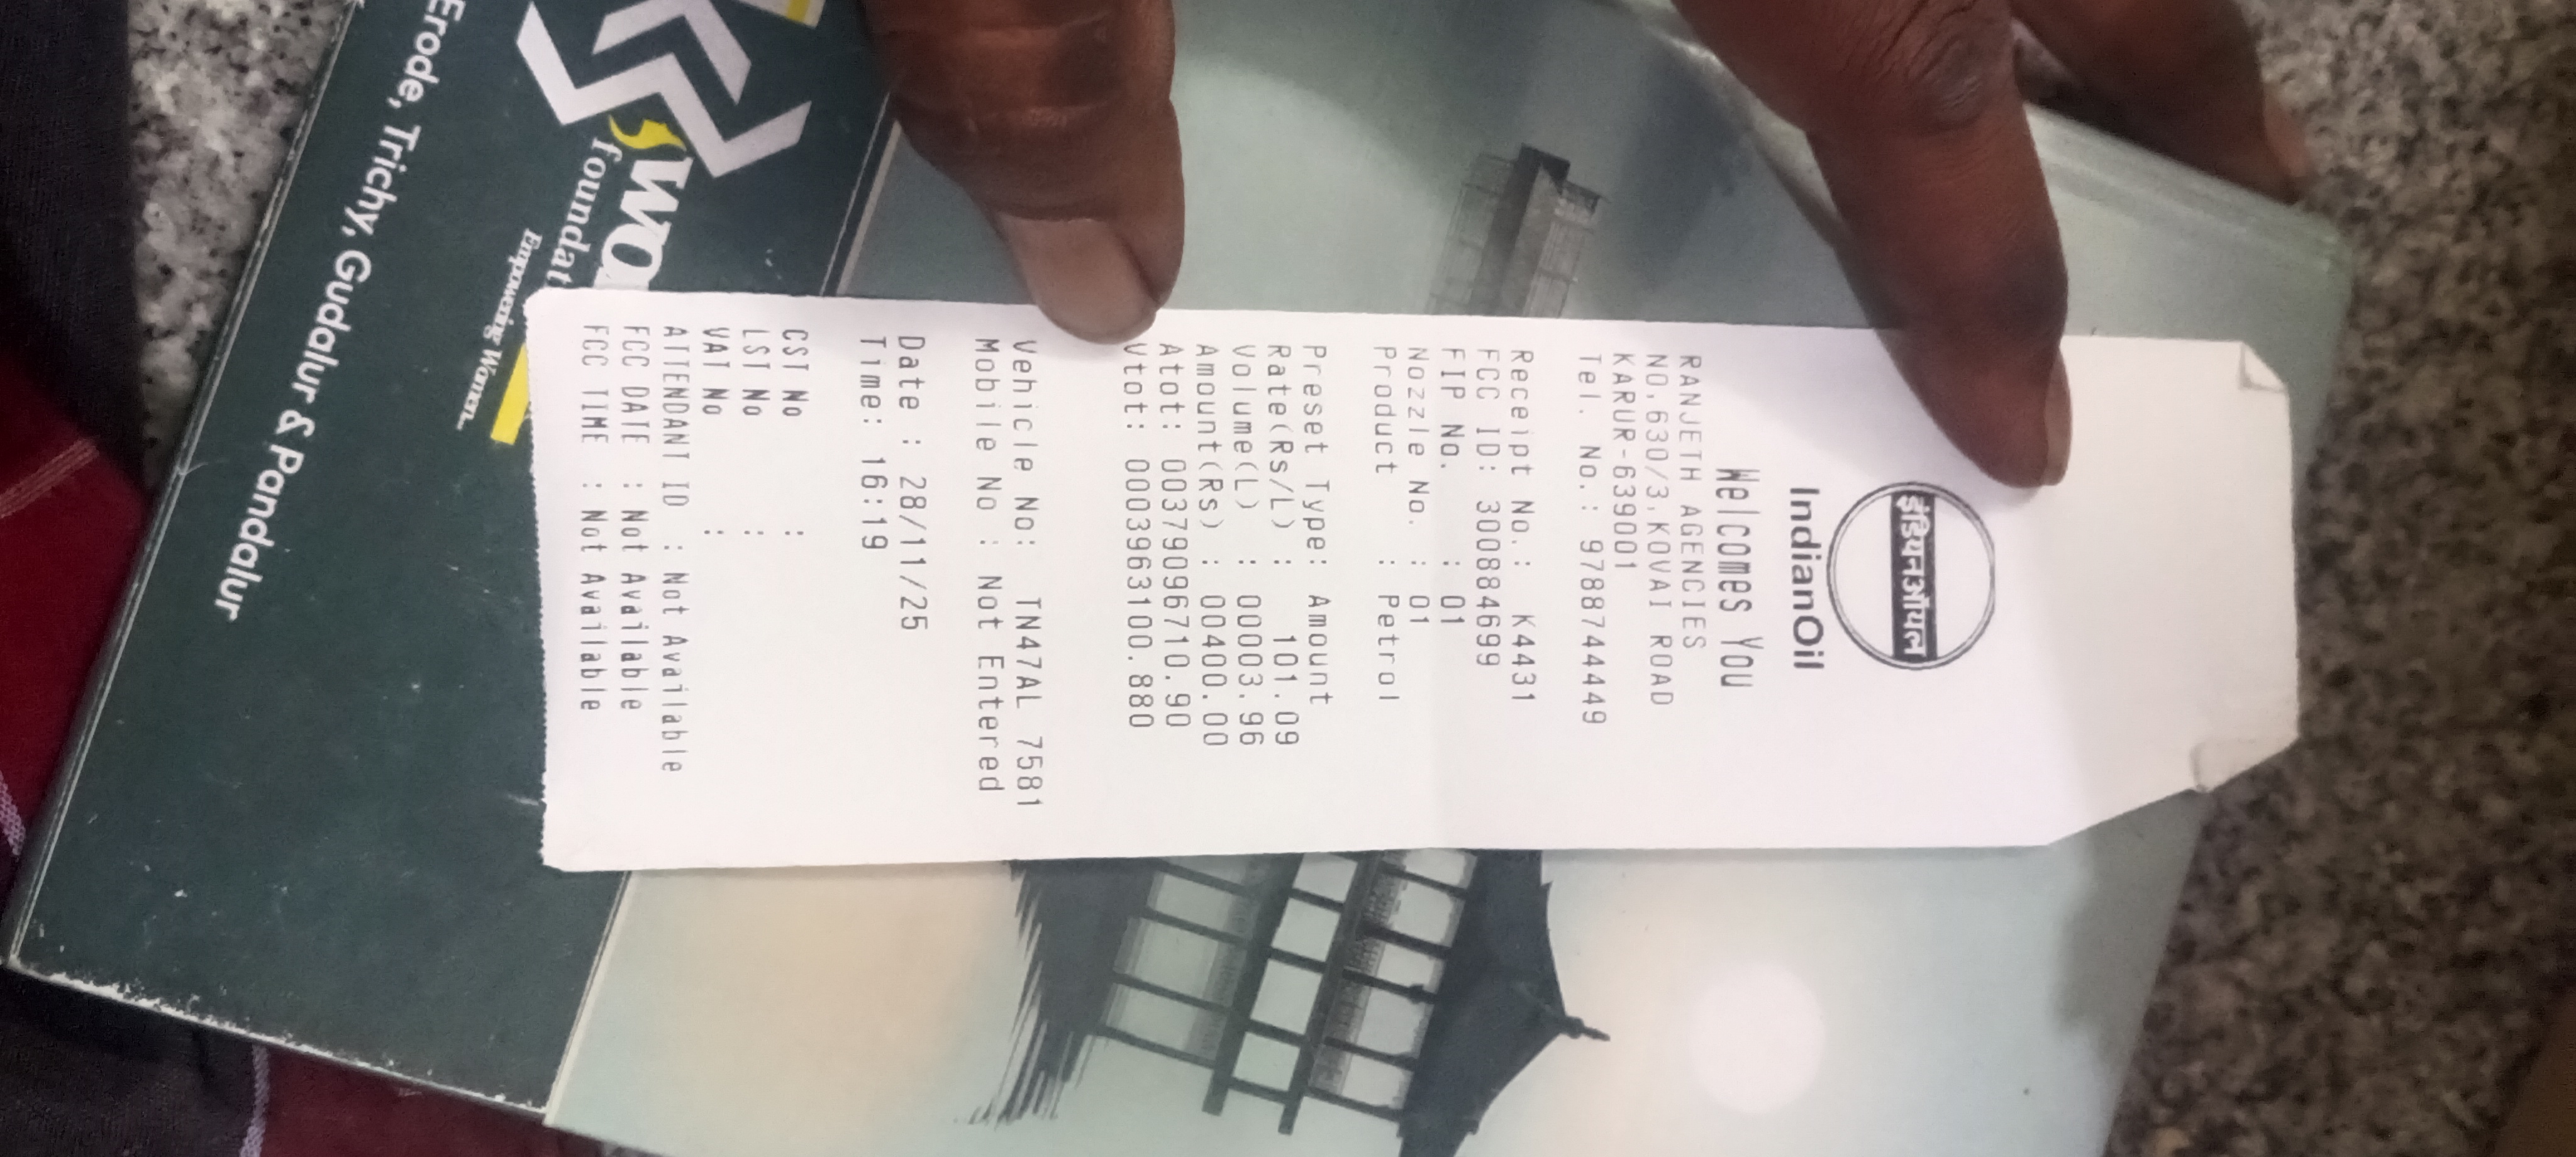 इंडियनऑयल
IndianOil
Welcomes You
RANJETH AGENCIES
NO.630/3,KOVAI ROAD
KARUR-639001
Tel. No.: 9788744449
Receipt No.: K4431
FCC ID: 300884699
FIP No. : 01
Nozzle No. : 01
Product : Petrol
Preset Type: Amount
Rate(Rs/L) : 101.09
Volume(L) : 00003.96
Amount(Rs) : 00400.00
Atot: 00379096710.90
Vtot: 00003963100.880
Vehicle No: TN47AL 7581
Mobile No : Not Entered
Date : 28/11/25
Time: 16:19
CST No :
LST No :
VAT No :
ATTENDANT ID : Not Available
FCC DATE : Not Available
FCC TIME : Not Available
Empowering Women.
Erode, Trichy, Gudalur & Pandalur